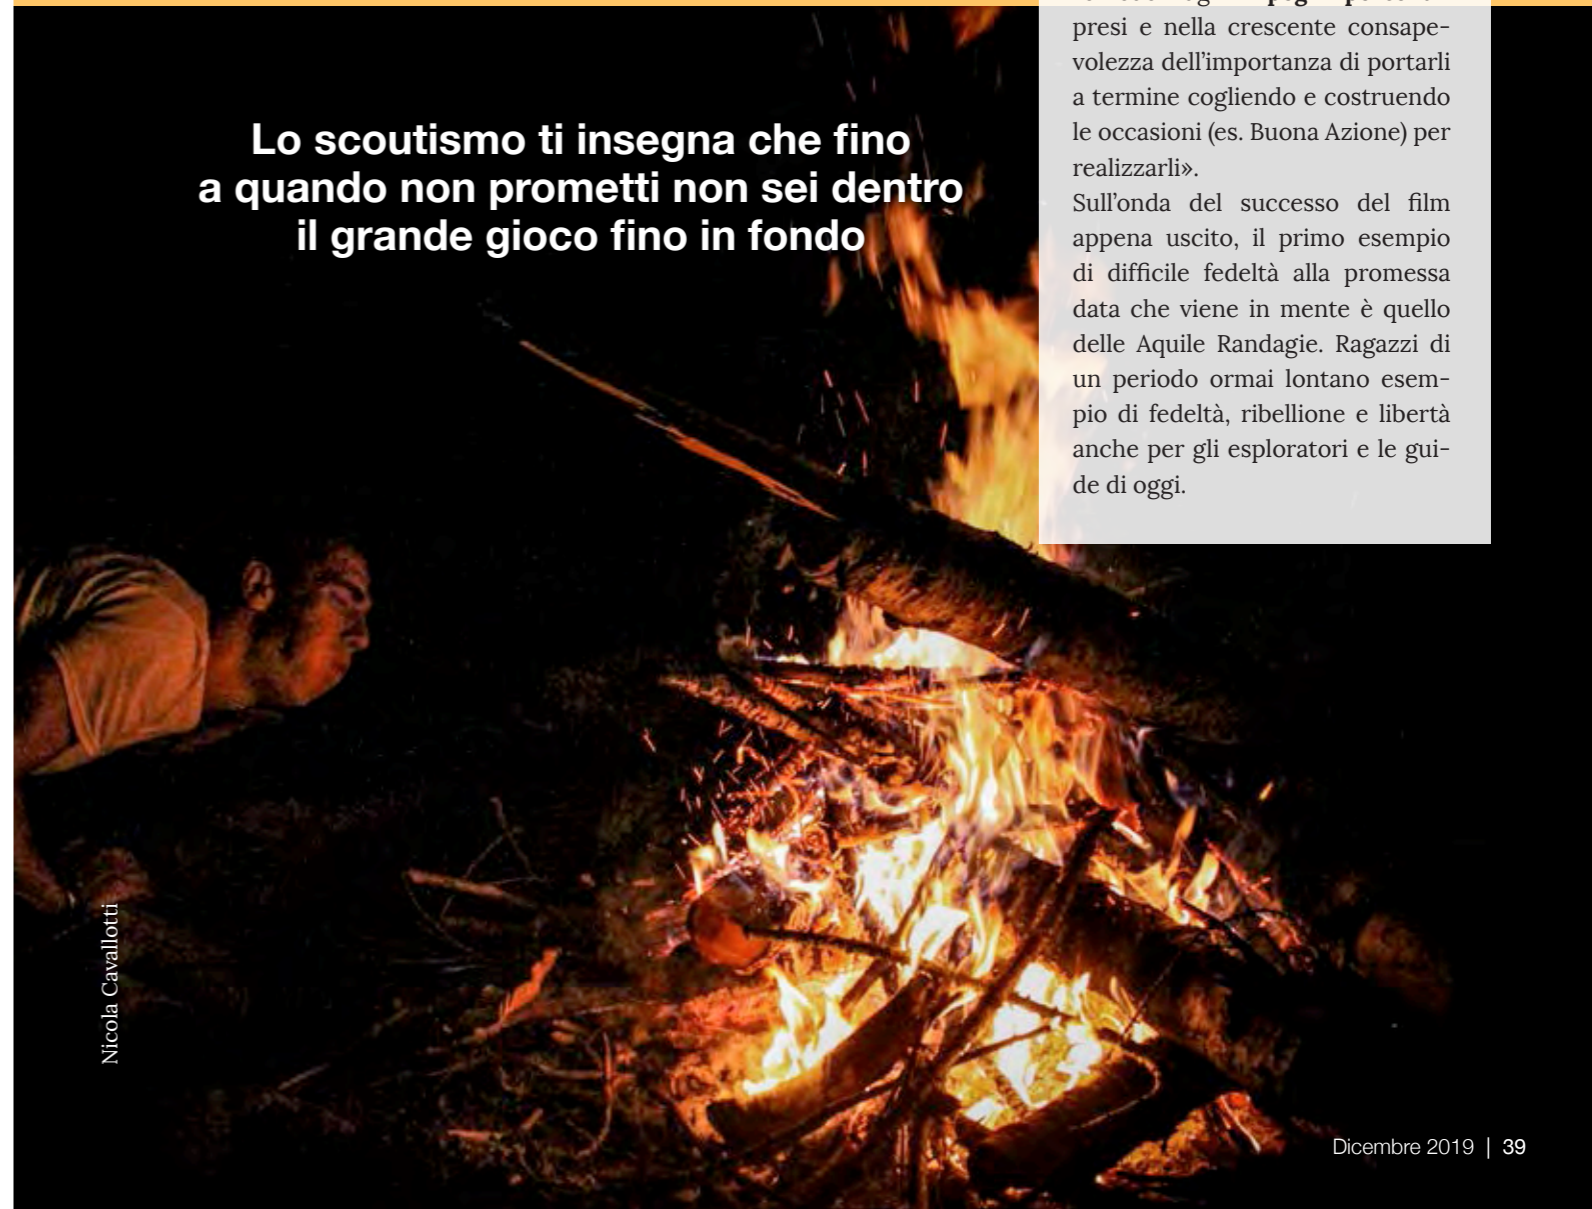 Lo scoutismo ti insegna che fino
a quando non prometti non sei dentro
il grande gioco fino in fondo
presi e nella crescente consape-
volezza dell'importanza di portarli
a termine cogliendo e costruendo
le occasioni (es. Buona Azione) per
realizzarli».
Sull'onda del successo del film
appena uscito, il primo esempio
di difficile fedeltà alla promessa
data che viene in mente è quello
delle Aquile Randagie. Ragazzi di
un periodo ormai lontano esem-
pio di fedeltà, ribellione e libertà
anche per gli esploratori e le gui-
de di oggi.
Nicola Cavallotti
Dicembre 2019 | 39